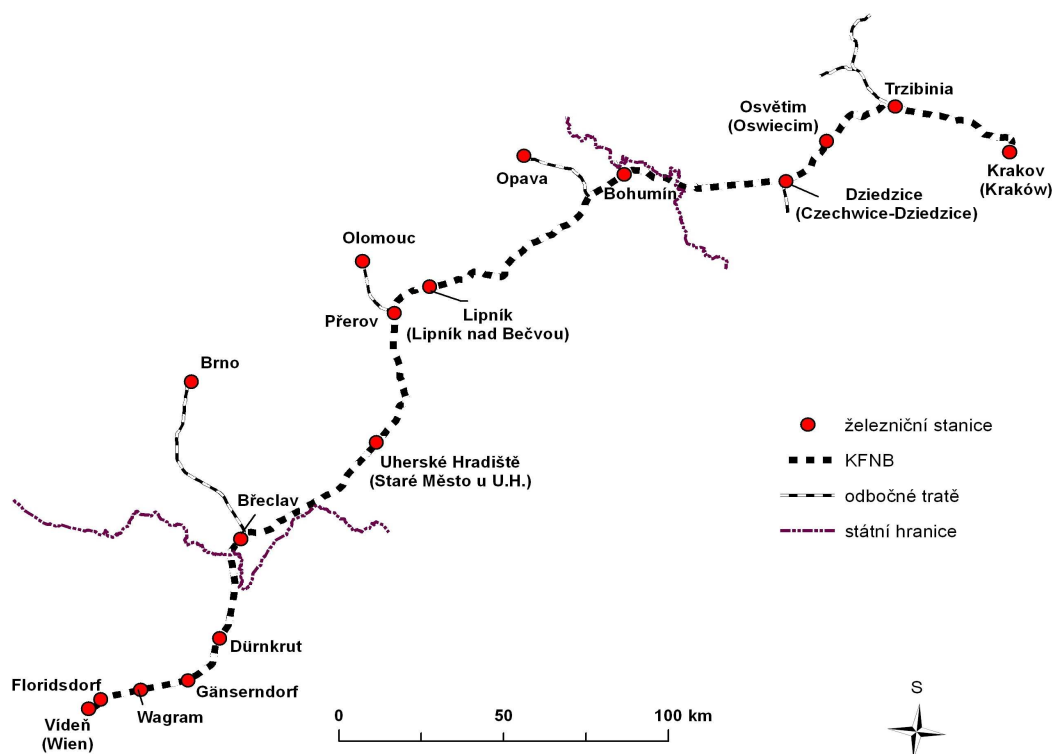 Trzibinia
Osvětim
(Oswiecim)
Krakov
(Kraków)
Opava
Bohumín
Dziedzice
(Czechwice-Dziedzice)
Olomouc
Lipník
(Lipník nad Bečvou)
Přerov
Brno
železniční stanice
KFNB
odbočné tratě
státní hranice
Uherské Hradiště
(Staré Město u U.H.)
Břeclav
Dürnkrut
Gänserndorf
Floridsdorf
Wagram
Vídeň
(Wien)
0 50 100 km
S